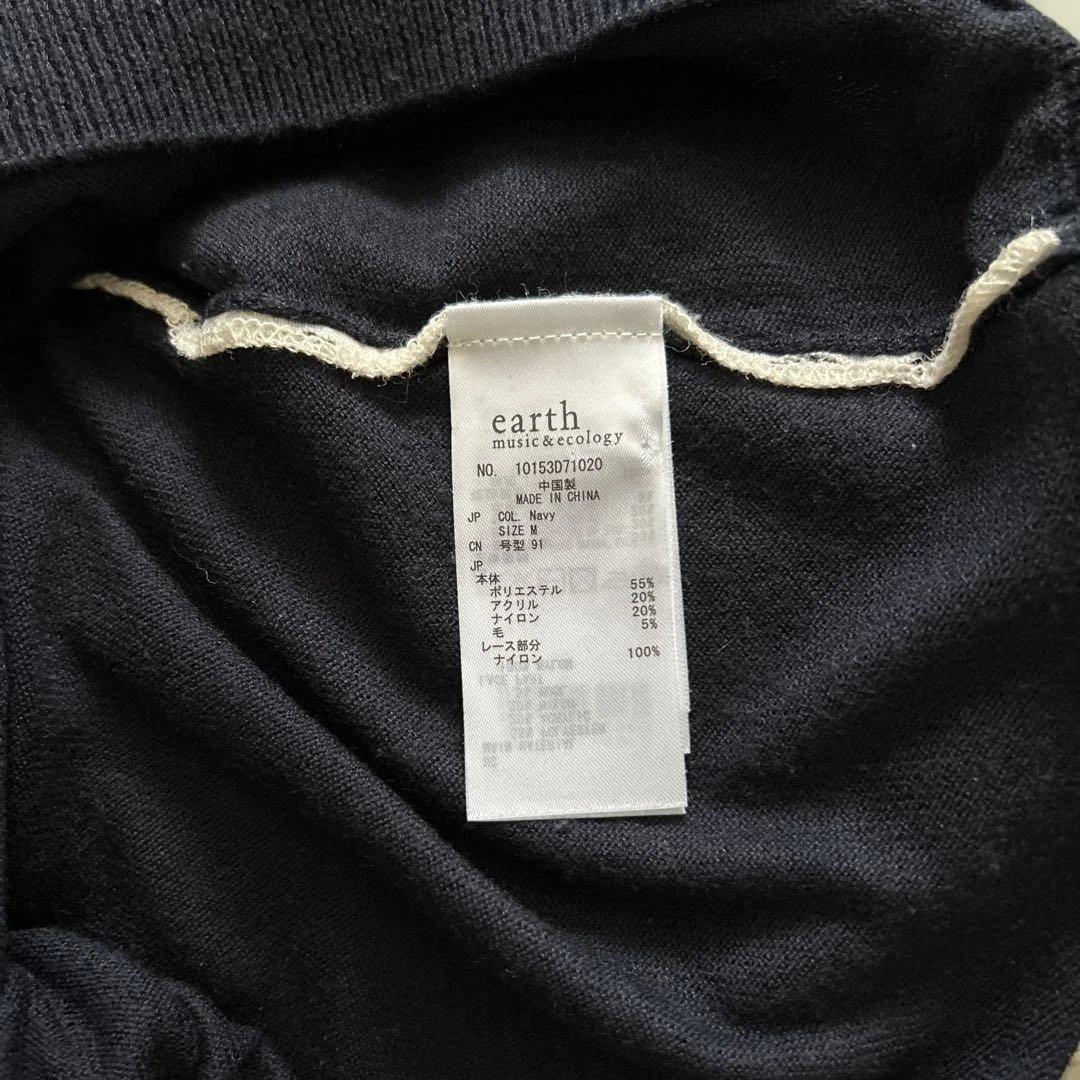 earth
music&ecology
NO. 10153D71020
中国製
MADE IN CHINA
JP COL. Navy
SIZE M
CN 号型 91
JP
本体
ポリエステル 55%
アクリル 20%
ナイロン 20%
毛 5%
レース部分
ナイロン 100%